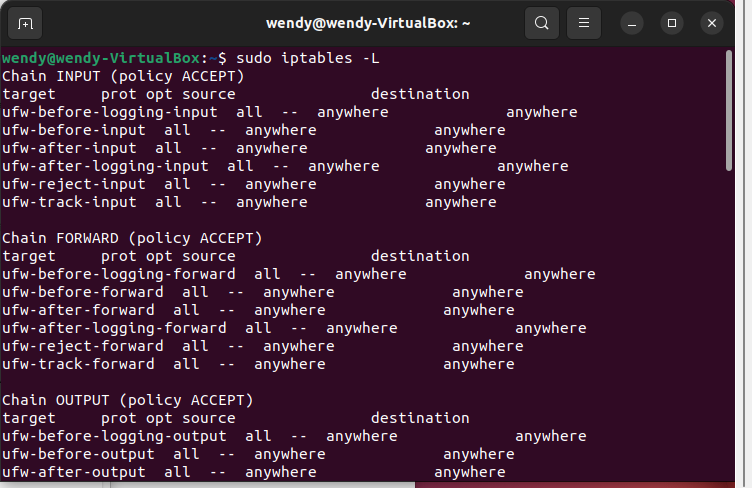 wendy@wendy-VirtualBox: ~
wendy@wendy-VirtualBox:~$ sudo iptables -L
Chain INPUT (policy ACCEPT)
target     prot opt source               destination
ufw-before-logging-input  all  --  anywhere             anywhere
ufw-before-input  all  --  anywhere             anywhere
ufw-after-input  all  --  anywhere             anywhere
ufw-after-logging-input  all  --  anywhere             anywhere
ufw-reject-input  all  --  anywhere             anywhere
ufw-track-input  all  --  anywhere             anywhere

Chain FORWARD (policy ACCEPT)
target     prot opt source               destination
ufw-before-logging-forward  all  --  anywhere             anywhere
ufw-before-forward  all  --  anywhere             anywhere
ufw-after-forward  all  --  anywhere             anywhere
ufw-after-logging-forward  all  --  anywhere             anywhere
ufw-reject-forward  all  --  anywhere             anywhere
ufw-track-forward  all  --  anywhere             anywhere

Chain OUTPUT (policy ACCEPT)
target     prot opt source               destination
ufw-before-logging-output  all  --  anywhere             anywhere
ufw-before-output  all  --  anywhere             anywhere
ufw-after-output  all  --  anywhere             anywhere